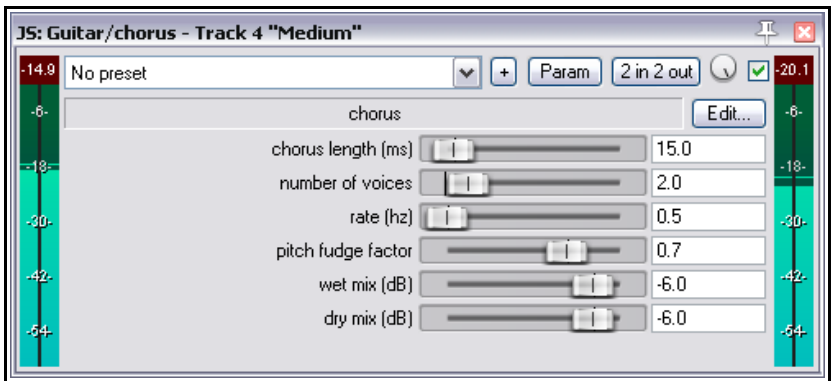 JS: Guitar/chorus - Track 4 "Medium"
-14.9 No preset + Param 2 in 2 out -20.1
-6- chorus Edit... -6-
chorus length (ms) 15.0
-18- number of voices 2.0 -18-
rate (hz) 0.5
-30- pitch fudge factor 0.7 -30-
-42- wet mix (dB) -6.0 -42-
dry mix (dB) -6.0
-54- -54-